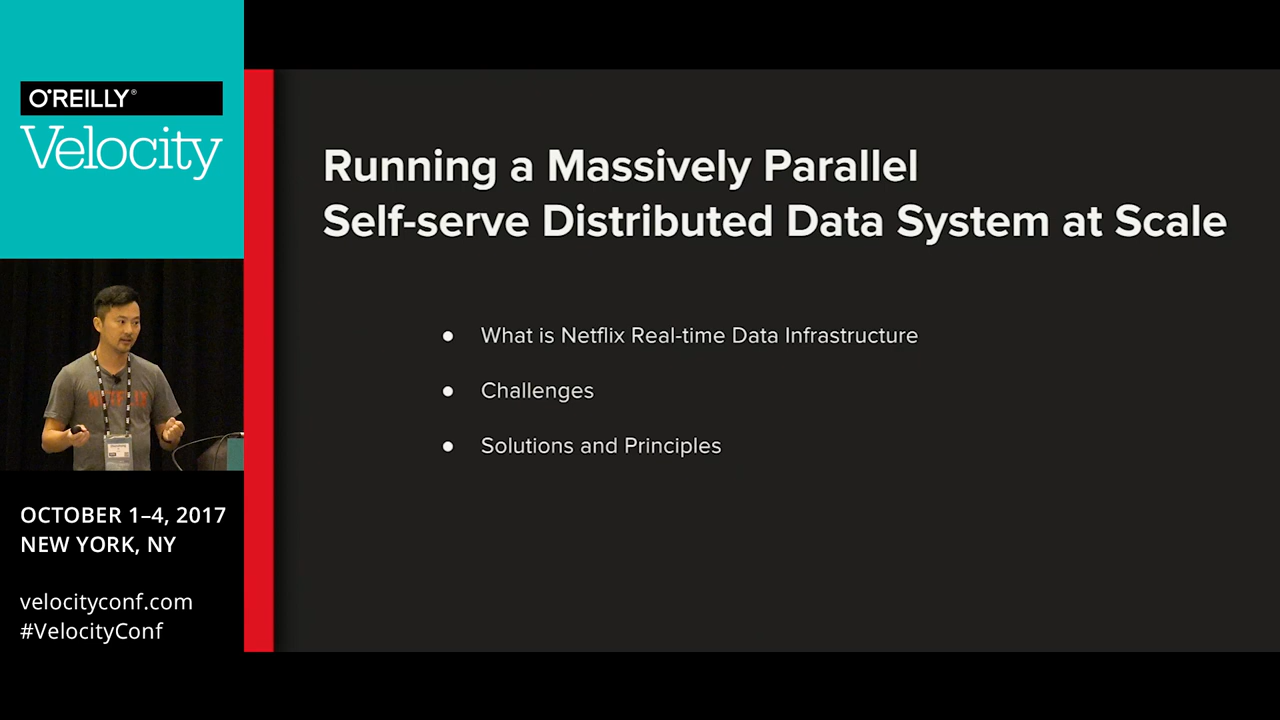 O'REILLY®
Velocity
NETFLIX
OCTOBER 1–4, 2017
NEW YORK, NY
velocityconf.com
#VelocityConf
Running a Massively Parallel
Self-serve Distributed Data System at Scale
● What is Netflix Real-time Data Infrastructure
● Challenges
● Solutions and Principles